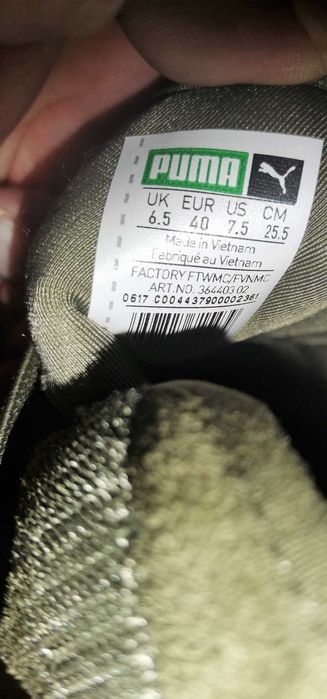 PUMA
UK EUR US CM
6.5 40 7.5 25.5
Made in Vietnam
Fabriqué au Vietnam
FACTORY FTWMC/FVNMC
ART.NO. 364403 02
0617 C004437900002361